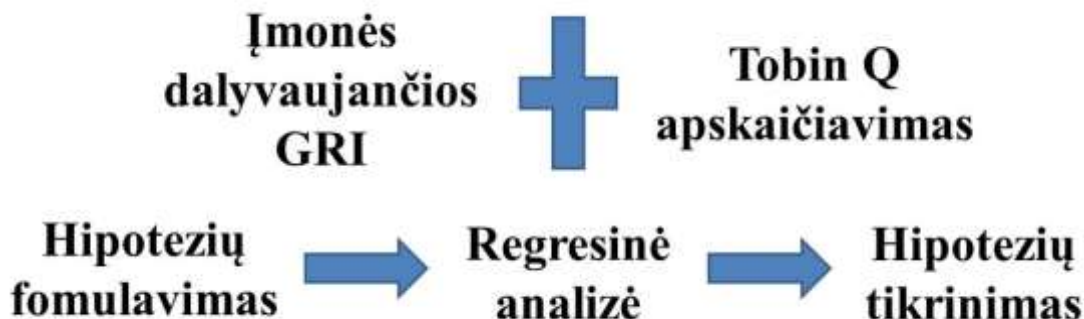 Įmonės
dalyvaujančios
GRI
Tobin Q
apskaičiavimas
Hipotezių
fomulavimas
Regresinė
analizė
Hipotezių
tikrinimas